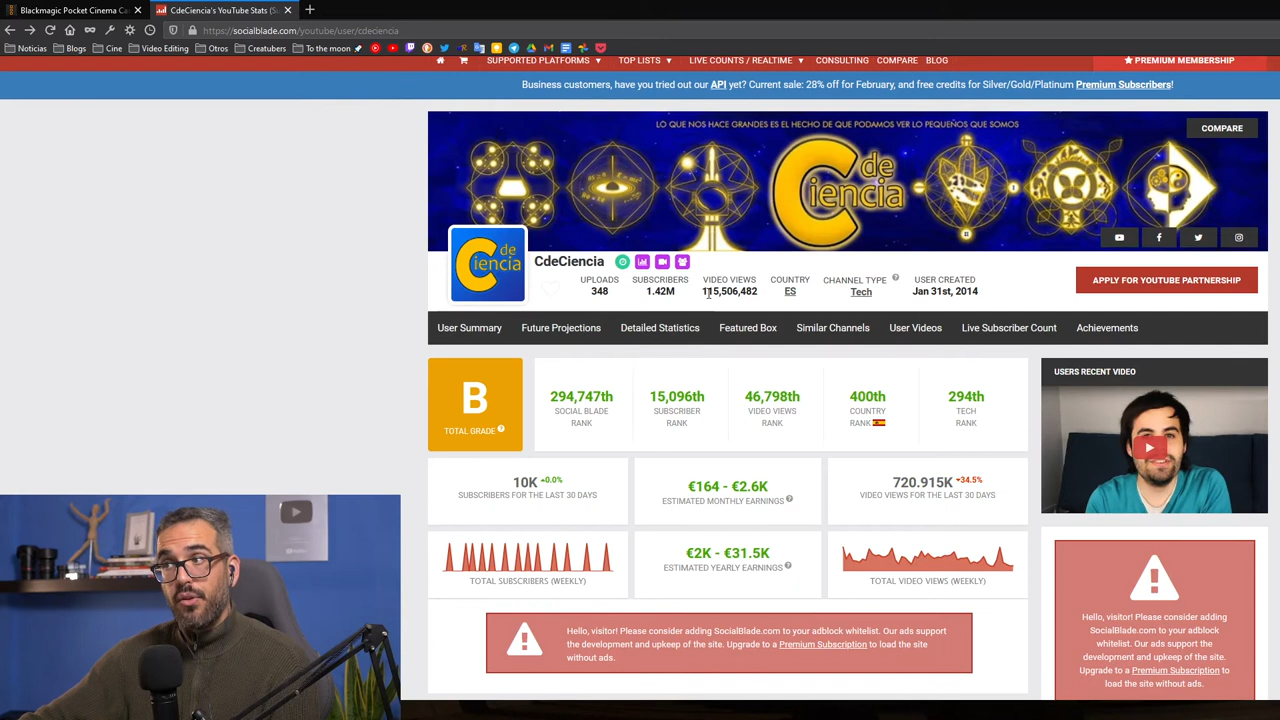 Blackmagic Pocket Cinema Ca
CdeCiencia's YouTube Stats (S
https://socialblade.com/youtube/user/cdeciencia
Noticias Blogs Cine Video Editing Otros Creatubers To the moon
SUPPORTED PLATFORMS TOP LISTS LIVE COUNTS / REALTIME CONSULTING COMPARE BLOG PREMIUM MEMBERSHIP
Business customers, have you tried out our API yet? Current sale: 28% off for February, and free credits for Silver/Gold/Platinum Premium Subscribers!
LO QUE NOS HACE GRANDES ES EL HECHO DE QUE PODAMOS VER LO PEQUEÑOS QUE SOMOS
COMPARE
C de iencia
C de iencia
CdeCiencia
UPLOADS SUBSCRIBERS VIDEO VIEWS COUNTRY CHANNEL TYPE USER CREATED
348 1.42M 115,506,482 ES Tech Jan 31st, 2014
APPLY FOR YOUTUBE PARTNERSHIP
User Summary Future Projections Detailed Statistics Featured Box Similar Channels User Videos Live Subscriber Count Achievements
B
TOTAL GRADE
294,747th 15,096th 46,798th 400th 294th
SOCIAL BLADE SUBSCRIBER VIDEO VIEWS COUNTRY TECH
RANK RANK RANK RANK RANK
USERS RECENT VIDEO
10K +0.0%
SUBSCRIBERS FOR THE LAST 30 DAYS
€164 - €2.6K
ESTIMATED MONTHLY EARNINGS
720.915K -34.5%
VIDEO VIEWS FOR THE LAST 30 DAYS
TOTAL SUBSCRIBERS (WEEKLY)
€2K - €31.5K
ESTIMATED YEARLY EARNINGS
TOTAL VIDEO VIEWS (WEEKLY)
Hello, visitor! Please consider adding SocialBlade.com to your adblock whitelist. Our ads support
the development and upkeep of the site. Upgrade to a Premium Subscription to load the site
without ads.
Hello, visitor! Please consider
adding SocialBlade.com to your
adblock whitelist. Our ads
support the development and
upkeep of the site. Upgrade to
a Premium Subscription to
load the site without ads.